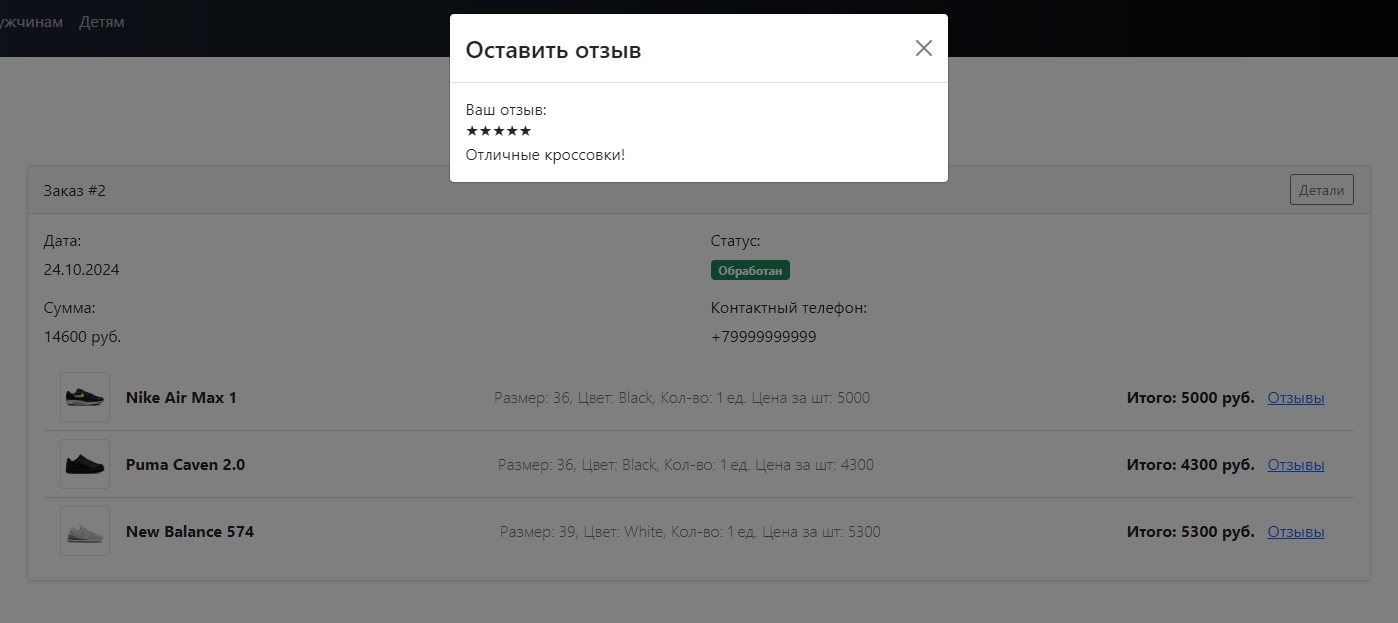 ужчинам Детям
Оставить отзыв
Ваш отзыв:
★★★★★
Отличные кроссовки!
Заказ #2 Детали
Дата: Статус:
24.10.2024 Обработан
Сумма: Контактный телефон:
14600 руб. +79999999999
Nike Air Max 1 Размер: 36, Цвет: Black, Кол-во: 1 ед. Цена за шт: 5000 Итого: 5000 руб. Отзывы
Puma Caven 2.0 Размер: 36, Цвет: Black, Кол-во: 1 ед. Цена за шт: 4300 Итого: 4300 руб. Отзывы
New Balance 574 Размер: 39, Цвет: White, Кол-во: 1 ед. Цена за шт: 5300 Итого: 5300 руб. Отзывы